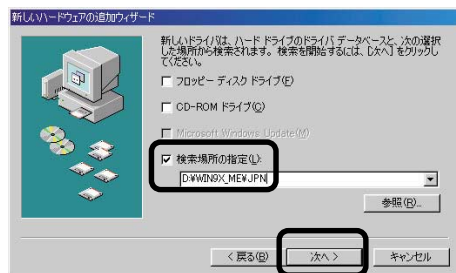 新しいハードウェアの追加ウィザード
新しいドライバは、ハード ドライブのドライバ データベースと、次の選択
した場所から検索されます。検索を開始するには、[次へ] をクリックし
てください。
フロッピー ディスク ドライブ(F)
CD-ROM ドライブ(C)
Microsoft Windows Update(M)
検索場所の指定(L):
D:¥WIN9X_ME¥JPN
参照(R)...
< 戻る(B)
次へ >
キャンセル